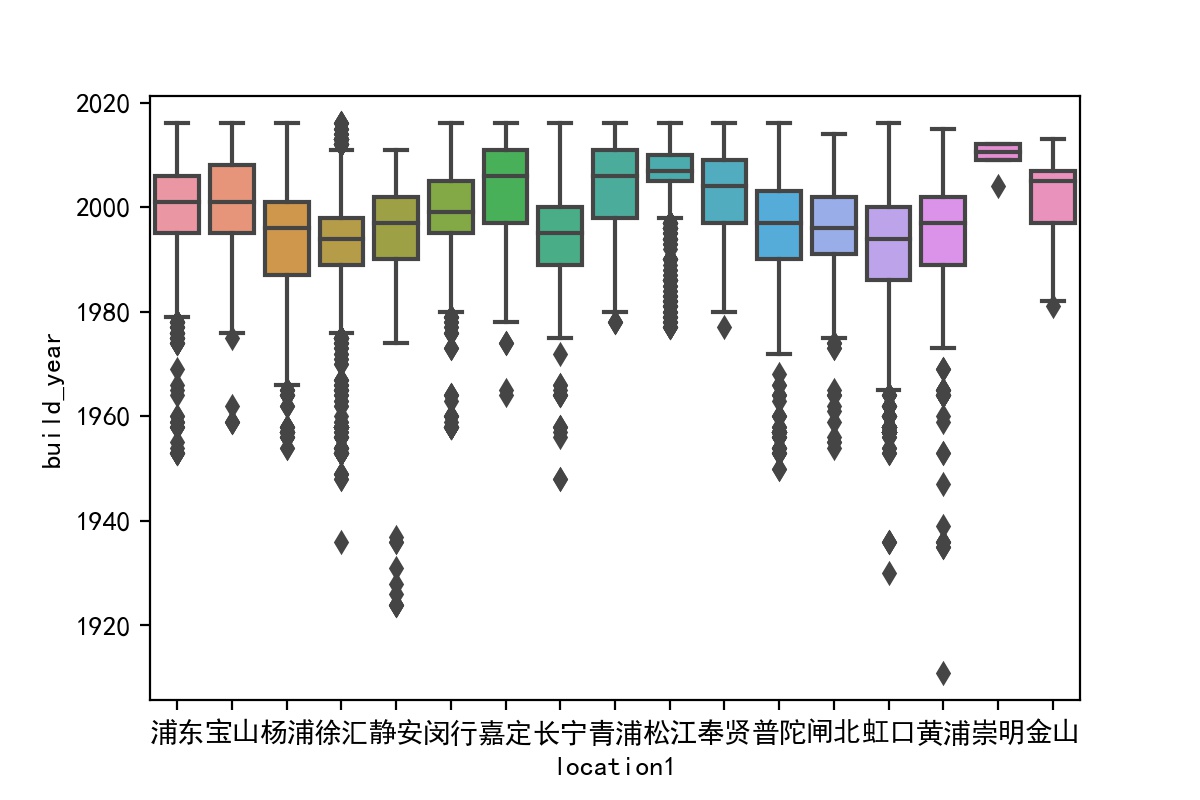 2020
2000
1980
1960
1940
1920
build_year
浦东 宝山 杨浦 徐汇 静安 闵行 嘉定 长宁 青浦 松江 奉贤 普陀 闸北 虹口 黄浦 崇明 金山
location1